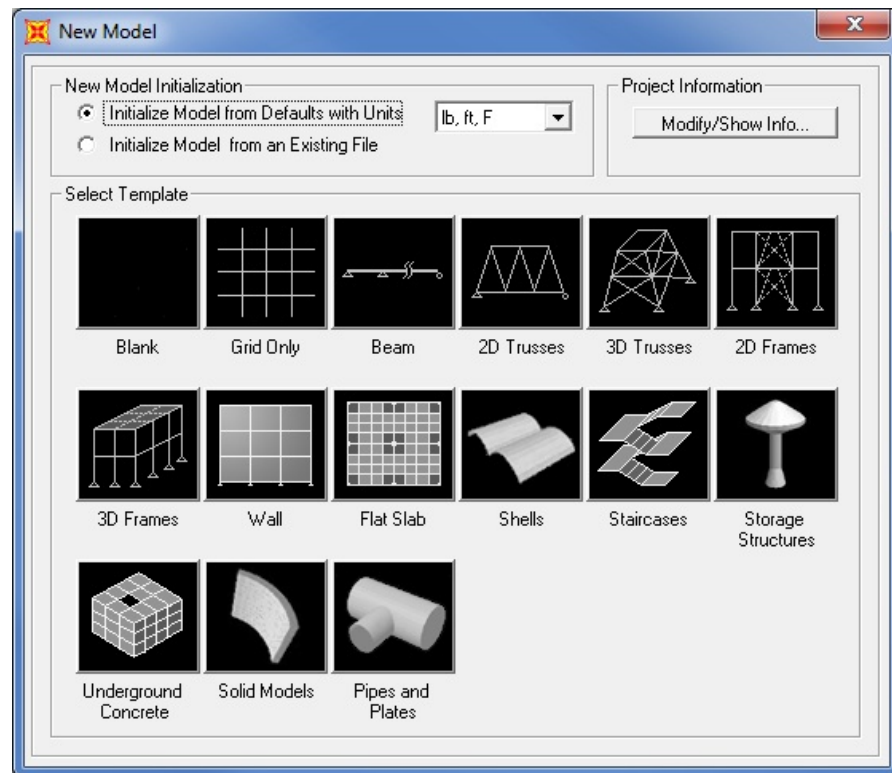 New Model
X
New Model Initialization
Initialize Model from Defaults with Units
lb, ft, F
Initialize Model from an Existing File
Project Information
Modify/Show Info...
Select Template
Blank
Grid Only
Beam
2D Trusses
3D Trusses
2D Frames
3D Frames
Wall
Flat Slab
Shells
Staircases
Storage
Structures
Underground
Concrete
Solid Models
Pipes and
Plates